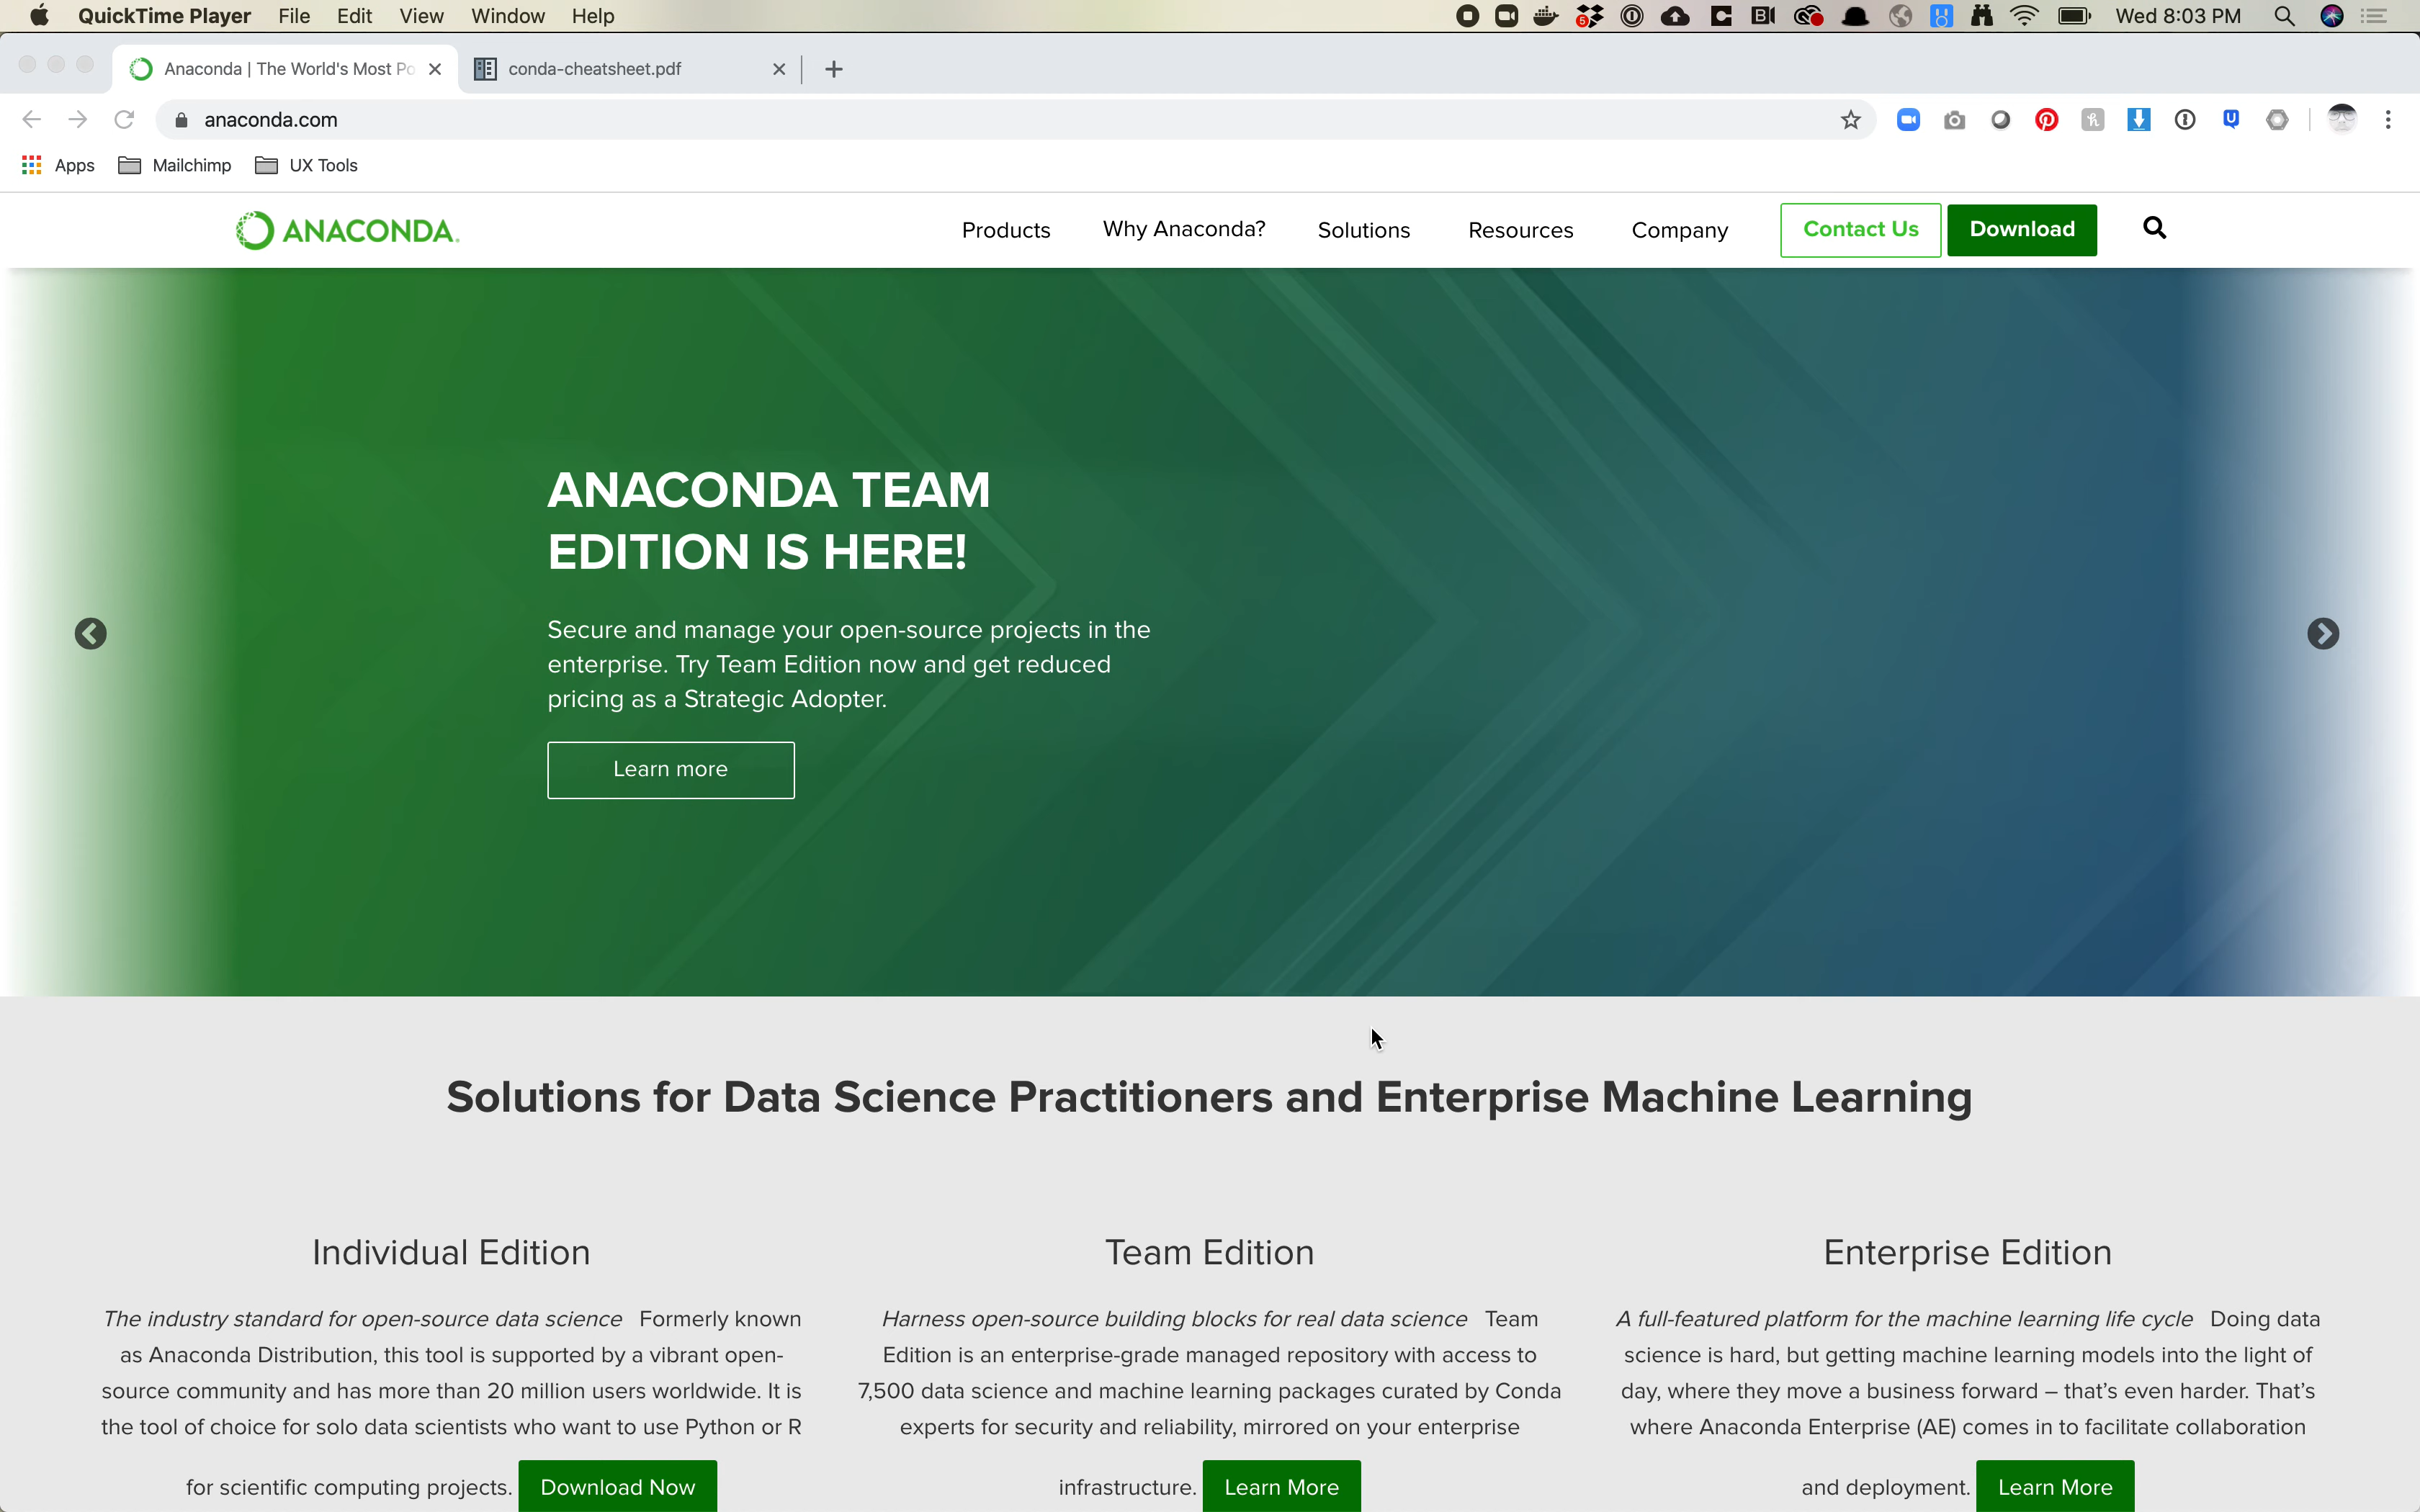 QuickTime Player File Edit View Window Help Wed 8:03 PM
Anaconda | The World's Most Po conda-cheatsheet.pdf
anaconda.com
Apps Mailchimp UX Tools
ANACONDA. Products Why Anaconda? Solutions Resources Company Contact Us Download
ANACONDA TEAM
EDITION IS HERE!
Secure and manage your open-source projects in the
enterprise. Try Team Edition now and get reduced
pricing as a Strategic Adopter.
Learn more
Solutions for Data Science Practitioners and Enterprise Machine Learning
Individual Edition
The industry standard for open-source data science Formerly known
as Anaconda Distribution, this tool is supported by a vibrant open-
source community and has more than 20 million users worldwide. It is
the tool of choice for solo data scientists who want to use Python or R
for scientific computing projects. Download Now
Team Edition
Harness open-source building blocks for real data science Team
Edition is an enterprise-grade managed repository with access to
7,500 data science and machine learning packages curated by Conda
experts for security and reliability, mirrored on your enterprise
infrastructure. Learn More
Enterprise Edition
A full-featured platform for the machine learning life cycle Doing data
science is hard, but getting machine learning models into the light of
day, where they move a business forward – that's even harder. That's
where Anaconda Enterprise (AE) comes in to facilitate collaboration
and deployment. Learn More